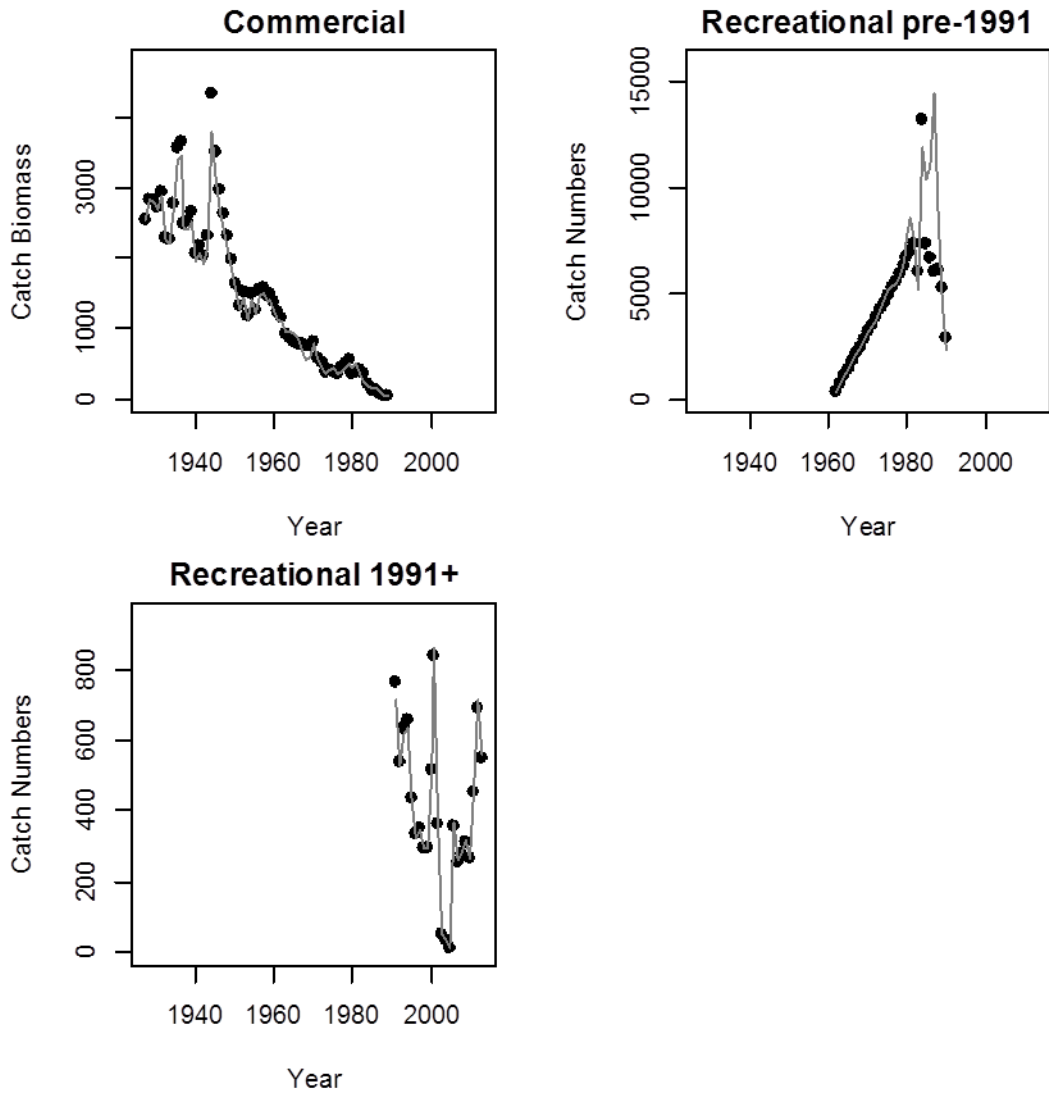 Commercial
Catch Biomass
3000
1000
0
1940 1960 1980 2000
Year
Recreational pre-1991
Catch Numbers
15000
10000
5000
0
1940 1960 1980 2000
Year
Recreational 1991+
Catch Numbers
800
600
400
200
0
1940 1960 1980 2000
Year